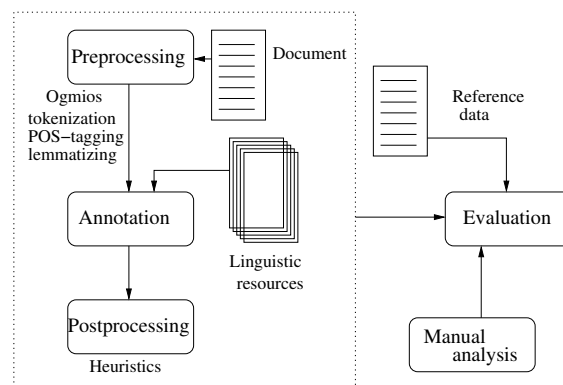 Preprocessing
Document
Ogmios
tokenization
POS−tagging
lemmatizing
Annotation
Linguistic
resources
Postprocessing
Heuristics
Reference
data
Evaluation
Manual
analysis